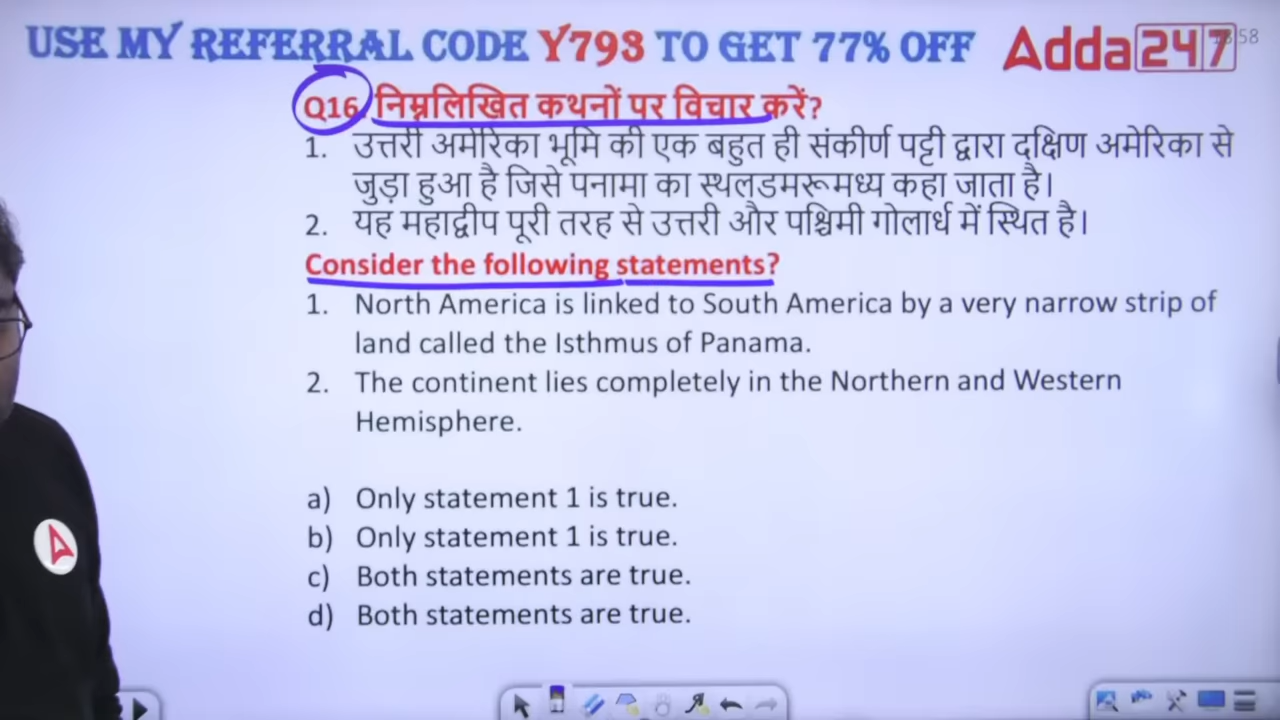 USE MY REFERRAL CODE Y793 TO GET 77% OFF
Adda247
Q16. निम्नलिखित कथनों पर विचार करें?
1. उत्तरी अमेरिका भूमि की एक बहुत ही संकीर्ण पट्टी द्वारा दक्षिण अमेरिका से
जुड़ा हुआ है जिसे पनामा का स्थलडमरूमध्य कहा जाता है।
2. यह महाद्वीप पूरी तरह से उत्तरी और पश्चिमी गोलार्ध में स्थित है।
Consider the following statements?
1. North America is linked to South America by a very narrow strip of
land called the Isthmus of Panama.
2. The continent lies completely in the Northern and Western
Hemisphere.
a) Only statement 1 is true.
b) Only statement 1 is true.
c) Both statements are true.
d) Both statements are true.